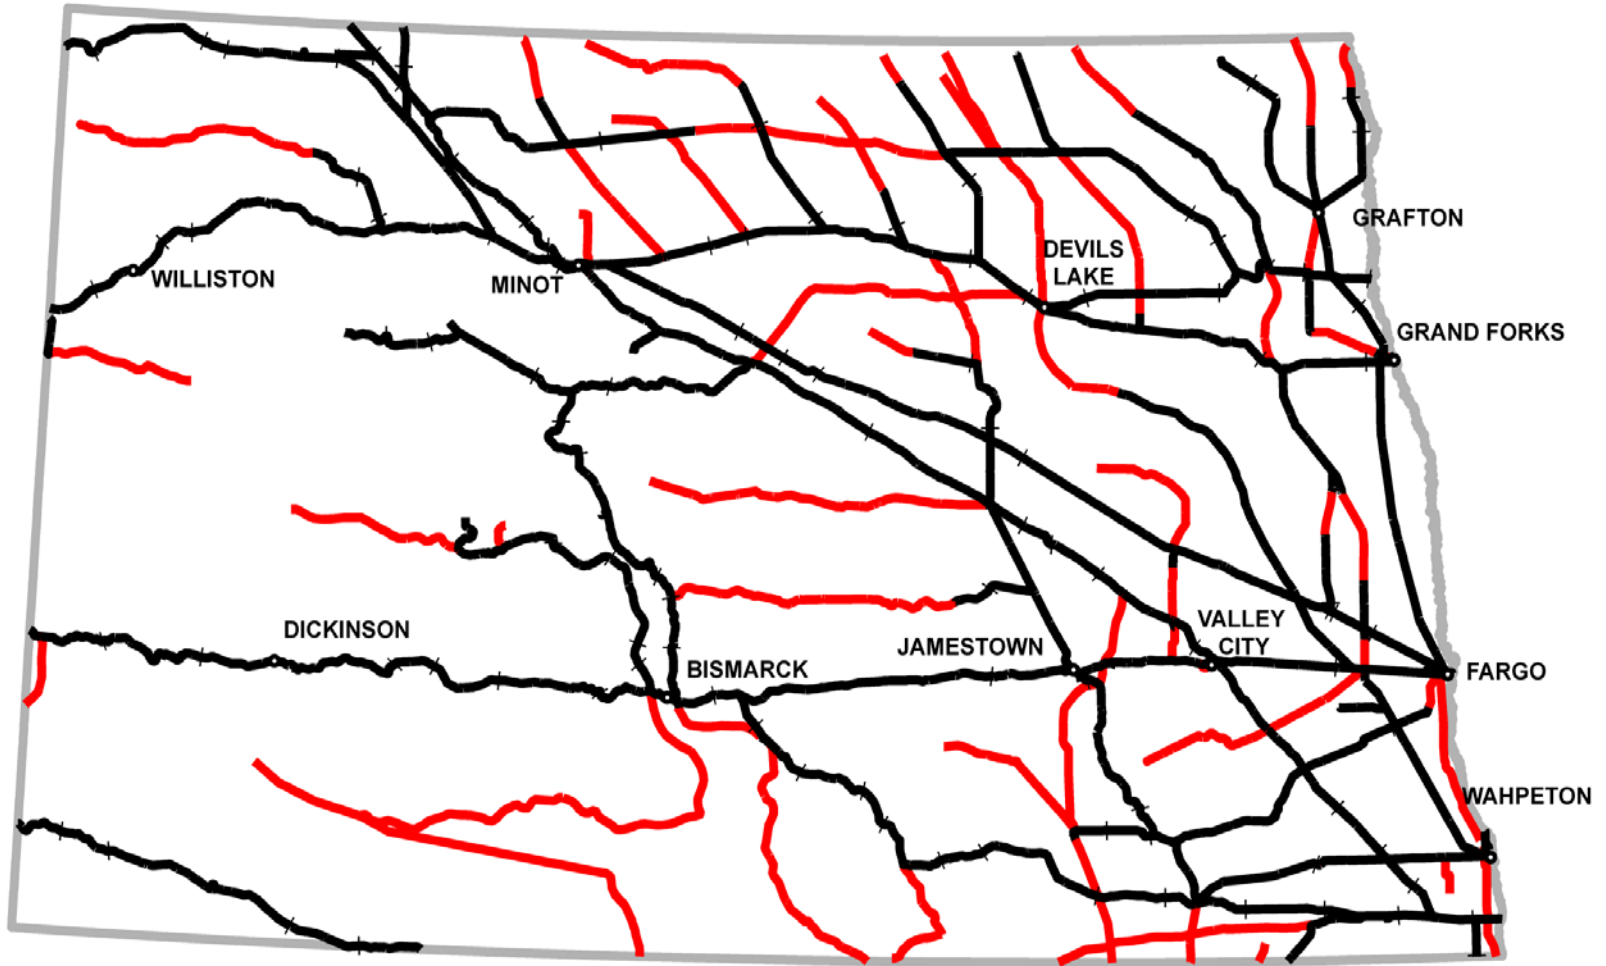 GRAFTON
DEVILS
LAKE
WILLISTON
MINOT
GRAND FORKS
VALLEY
CITY
DICKINSON
JAMESTOWN
BISMARCK
FARGO
WAHPETON